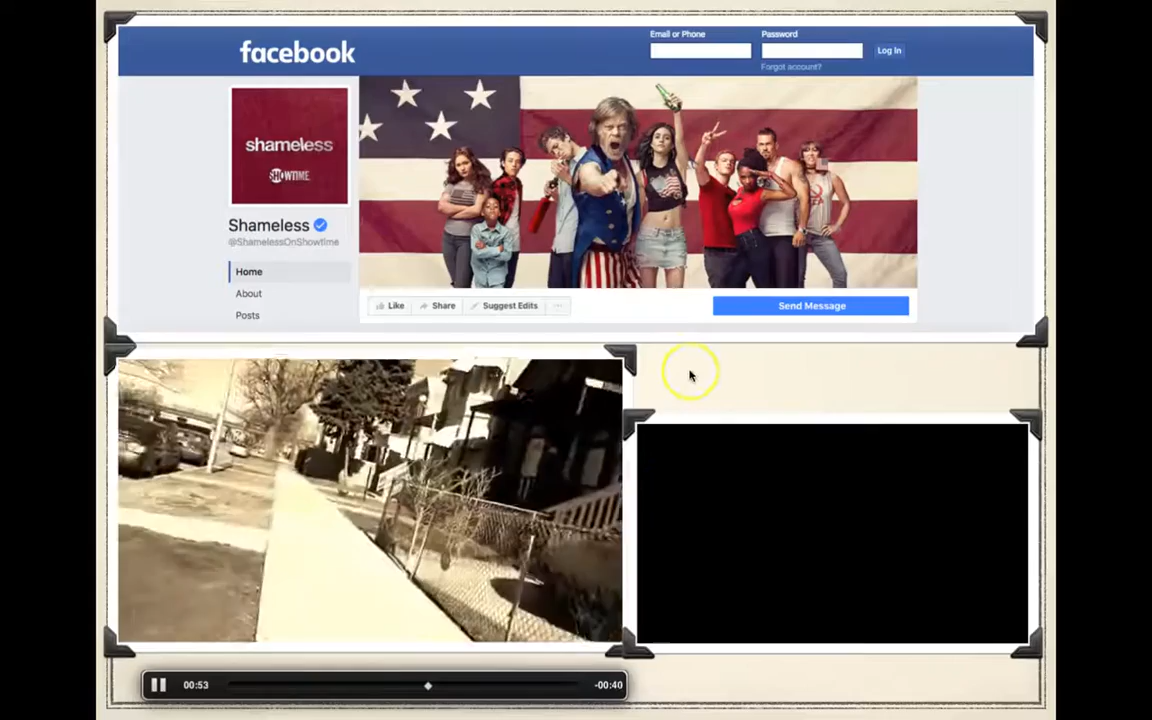 facebook
Email or Phone
Password
Log In
Forgot account?
shameless
SHOWTIME
Shameless
@ShamelessOnShowtime
Home
About
Posts
Like
Share
Suggest Edits
...
Send Message
00:53
-00:40